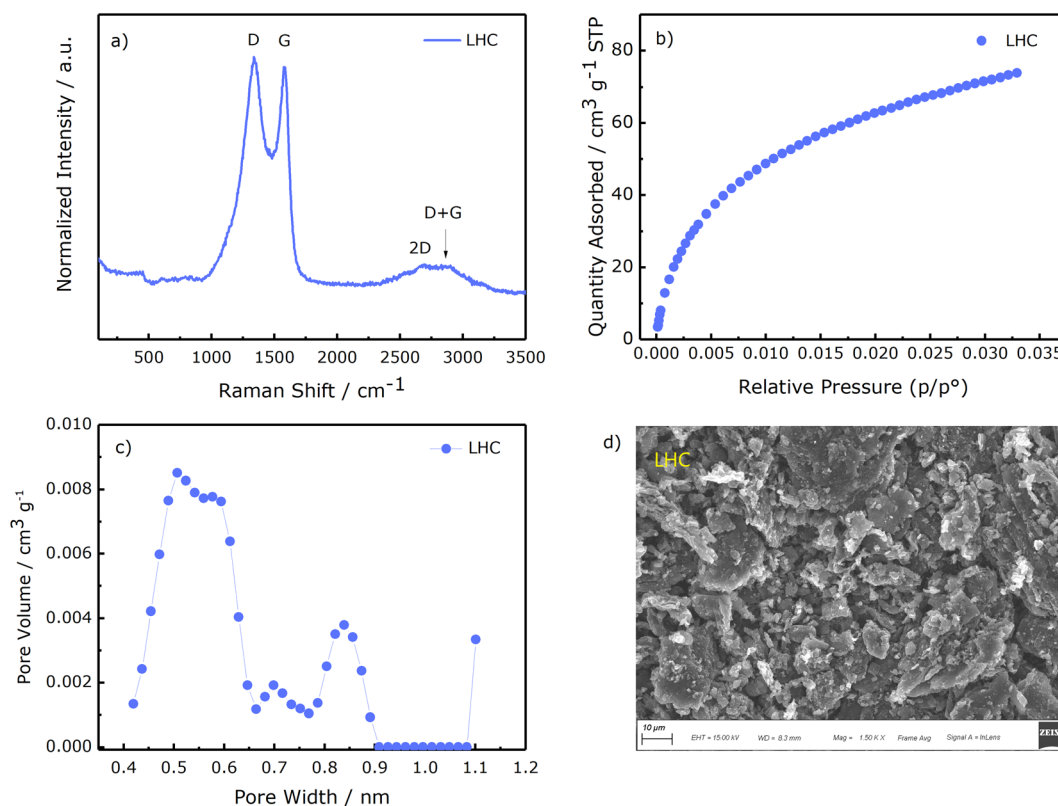 a)
LHC
D
G
D+G
2D
Normalized Intensity / a.u.
500 1000 1500 2000 2500 3000 3500
Raman Shift / cm⁻¹
b)
LHC
Quantity Adsorbed / cm³ g⁻¹ STP
80
60
40
20
0
0.000 0.005 0.010 0.015 0.020 0.025 0.030 0.035
Relative Pressure (p/p°)
c)
LHC
Pore Volume / cm³ g⁻¹
0.010
0.008
0.006
0.004
0.002
0.000
0.4 0.5 0.6 0.7 0.8 0.9 1.0 1.1 1.2
Pore Width / nm
d)
LHC
10 µm
EHT = 15.00 kV WD = 8.3 mm Mag = 1.50 K X Frame Avg Signal A = InLens